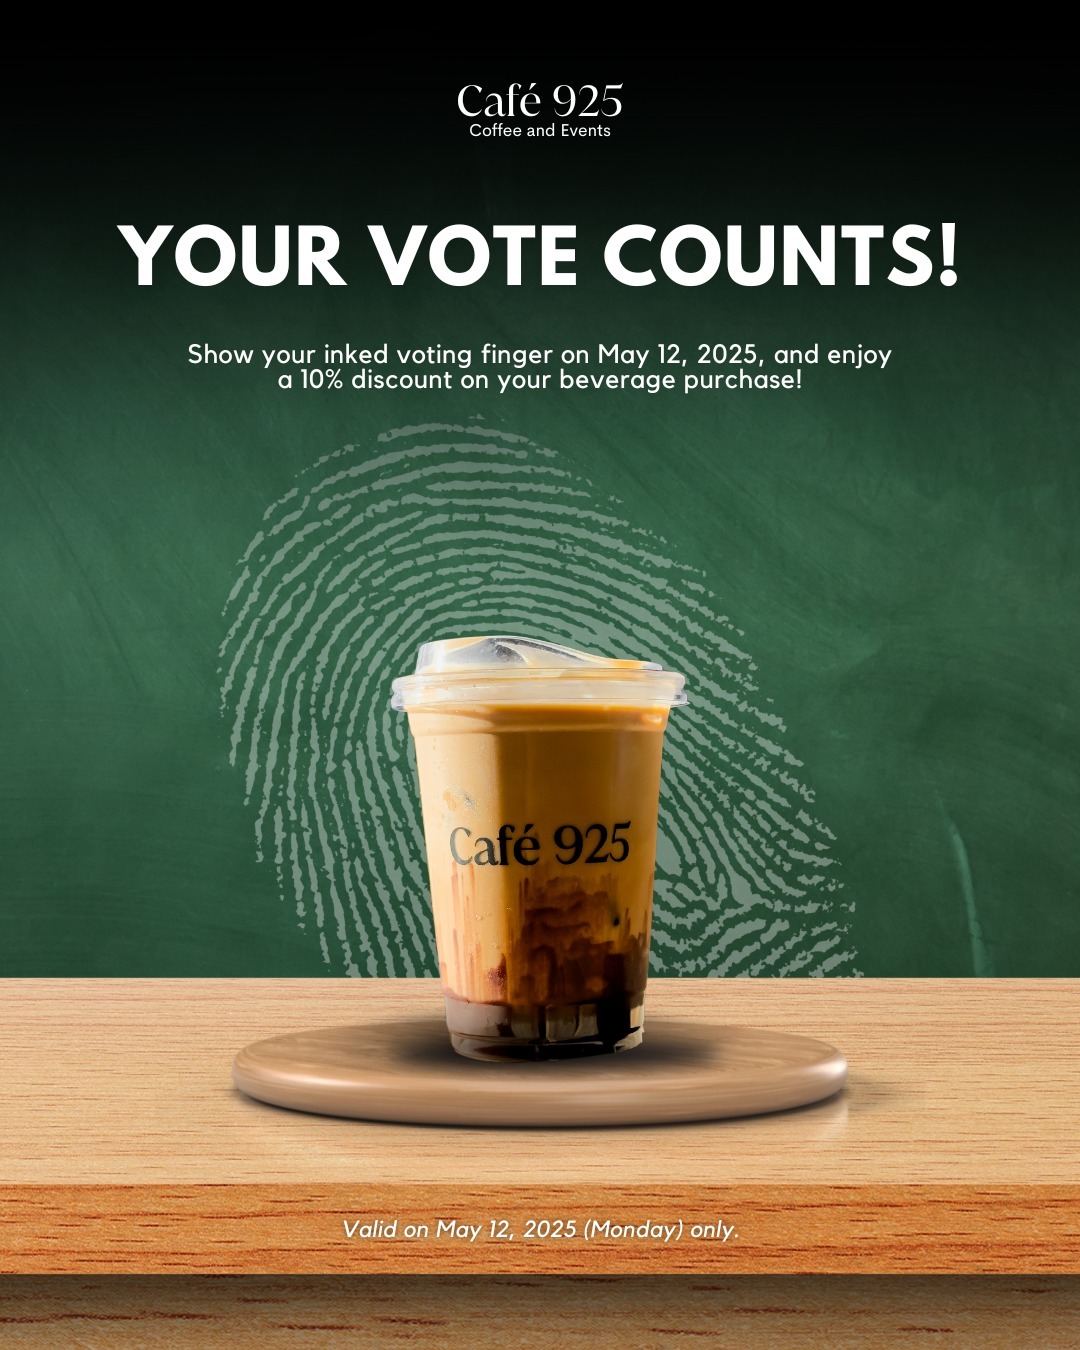 Café 925
Coffee and Events
YOUR VOTE COUNTS!
Show your inked voting finger on May 12, 2025, and enjoy
a 10% discount on your beverage purchase!
Café 925
Valid on May 12, 2025 (Monday) only.